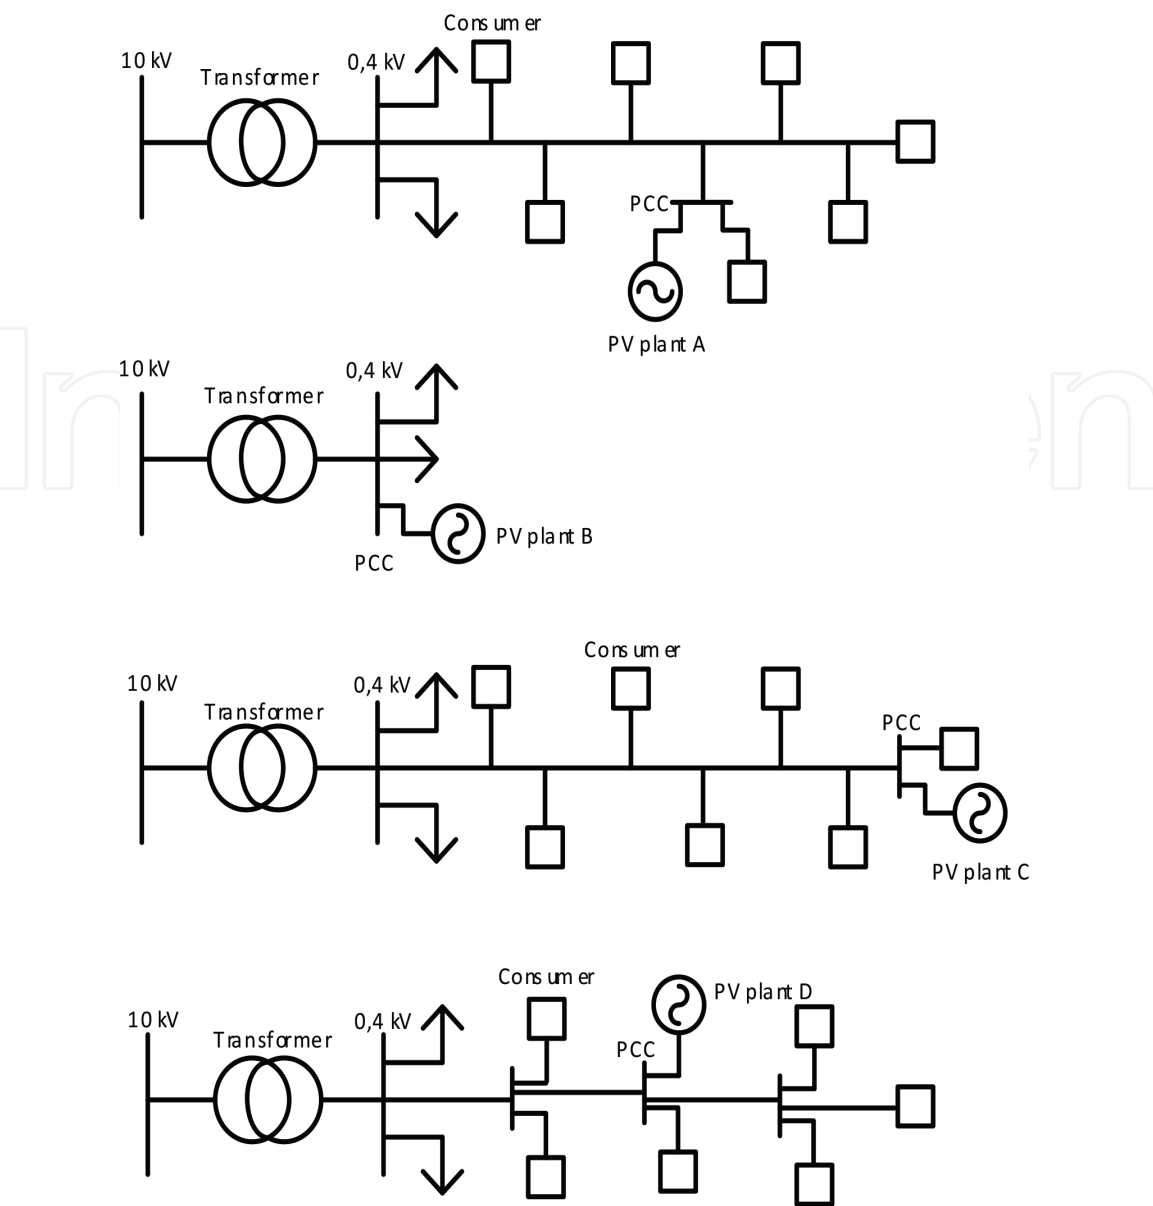 Consumer
10 kV
Transformer
0,4 kV
PCC
PV plant A
10 kV
0,4 kV
Transformer
PV plant B
PCC
Consumer
10 kV
0,4 kV
Transformer
PCC
PV plant C
Consumer
PV plant D
10 kV
0,4 kV
Transformer
PCC